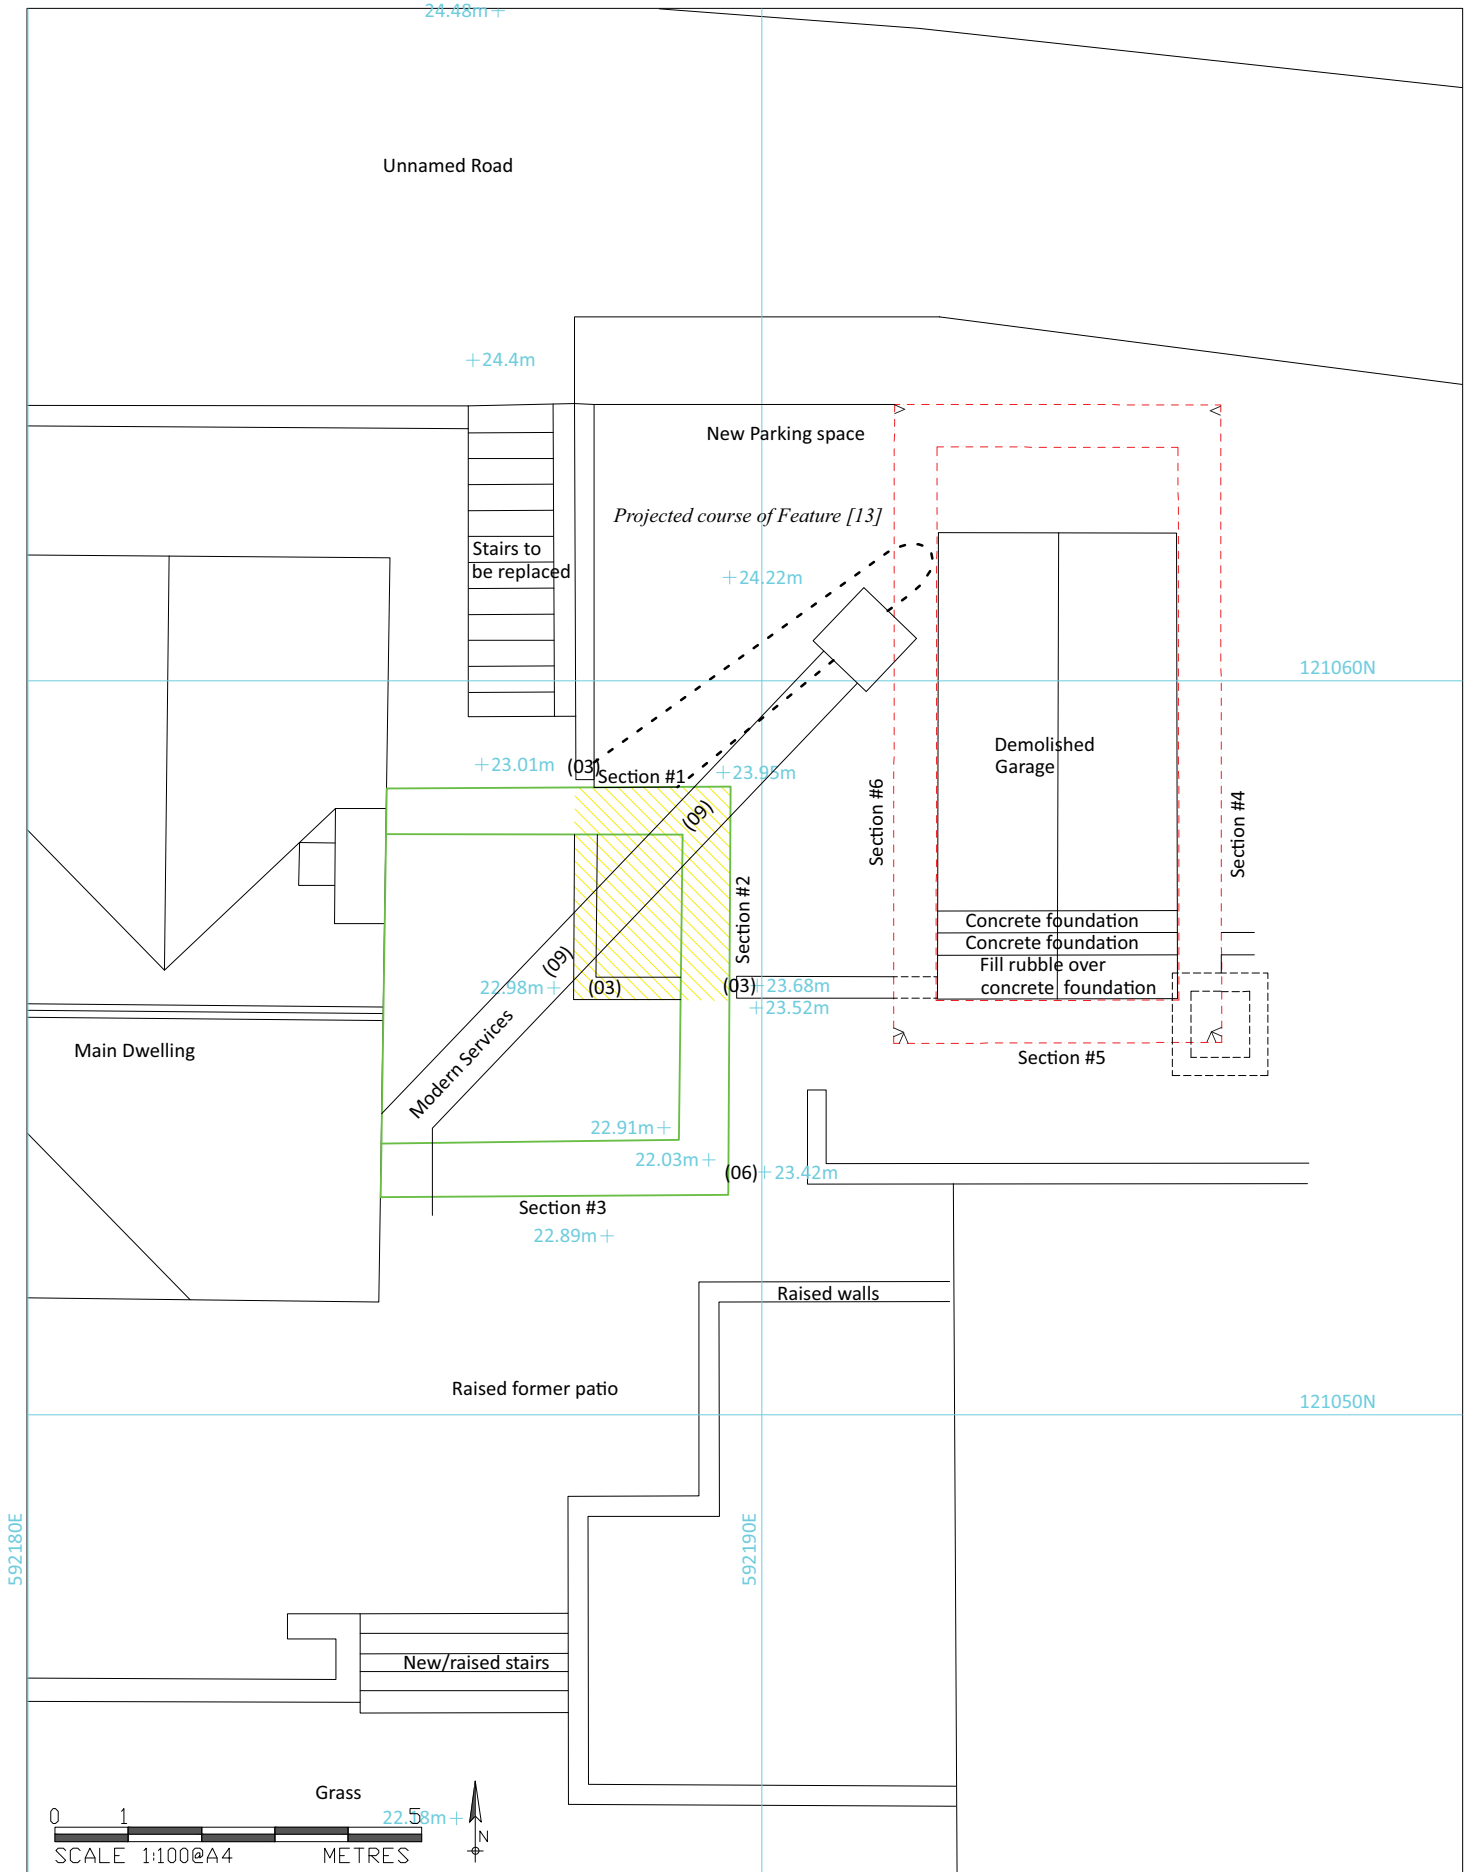 24.48m
Unnamed Road
24.4m
New Parking space
Projected course of Feature [13]
Stairs to
be replaced
24.22m
121060N
Demolished
Garage
23.01m
(03)
Section #1
23.95m
Section #6
Section #4
(09)
Section #2
Concrete foundation
Concrete foundation
Fill rubble over
concrete foundation
(09)
22.98m
(03)
(03)
23.68m
23.52m
Modern Services
Main Dwelling
Section #5
22.91m
22.03m
(06)
23.42m
Section #3
22.89m
Raised walls
Raised former patio
121050N
592180E
592190E
New/raised stairs
Grass
0 1 5
22.18m
N
SCALE 1:100@A4 METRES